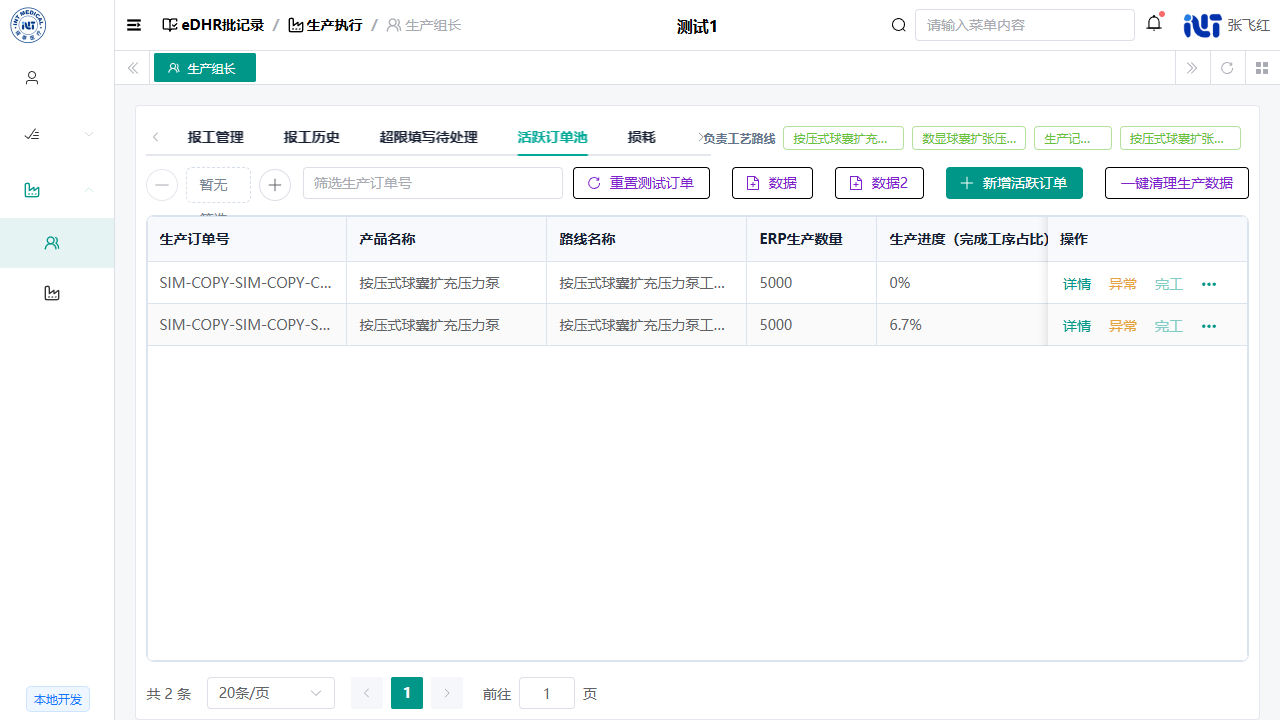 eDHR批记录 / 生产执行 / 生产组长
测试1
请输入菜单内容
张飞红
生产组长
报工管理 报工历史 超限填写待处理 活跃订单池 损耗
负责工艺路线 按压式球囊扩充... 数显球囊扩张压... 生产记... 按压式球囊扩张...
暂无
筛选生产订单号
重置测试订单 数据 数据2 新增活跃订单 一键清理生产数据
生产订单号 产品名称 路线名称 ERP生产数量 生产进度（完成工序占比） 操作
SIM-COPY-SIM-COPY-C... 按压式球囊扩充压力泵 按压式球囊扩充压力泵工... 5000 0% 详情 异常 完工
SIM-COPY-SIM-COPY-S... 按压式球囊扩充压力泵 按压式球囊扩充压力泵工... 5000 6.7% 详情 异常 完工
共 2 条 20条/页 1 前往 1 页
本地开发